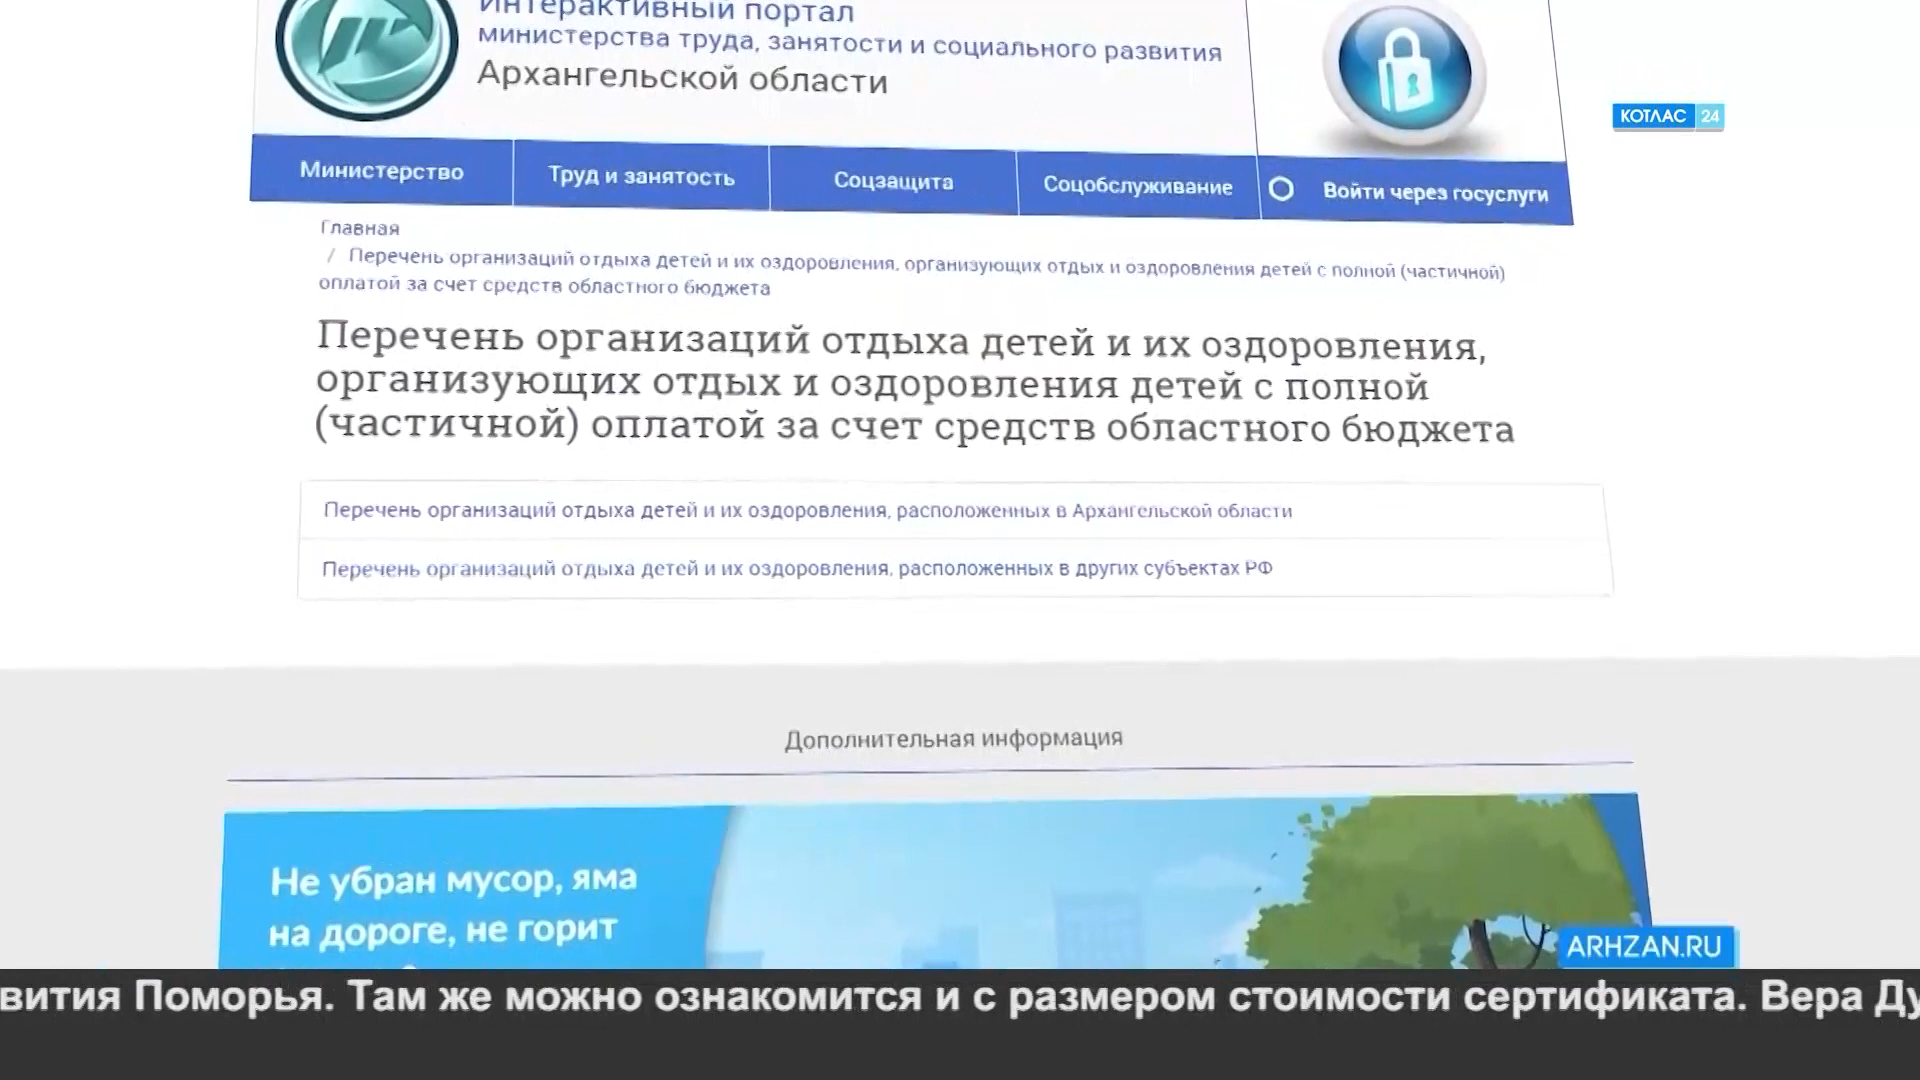 Интерактивный портал
министерства труда, занятости и социального развития
Архангельской области
КОТЛАС 24
Министерство
Труд и занятость
Соцзащита
Соцобслуживание
Войти через госуслуги
Главная
/ Перечень организаций отдыха детей и их оздоровления, организующих отдых и оздоровления детей с полной (частичной)
оплатой за счет средств областного бюджета
Перечень организаций отдыха детей и их оздоровления,
организующих отдых и оздоровления детей с полной
(частичной) оплатой за счет средств областного бюджета
Перечень организаций отдыха детей и их оздоровления, расположенных в Архангельской области
Перечень организаций отдыха детей и их оздоровления, расположенных в других субъектах РФ
Дополнительная информация
Не убран мусор, яма
на дороге, не горит
ARHZAN.RU
вития Поморья. Там же можно ознакомится и с размером стоимости сертификата. Вера Ду